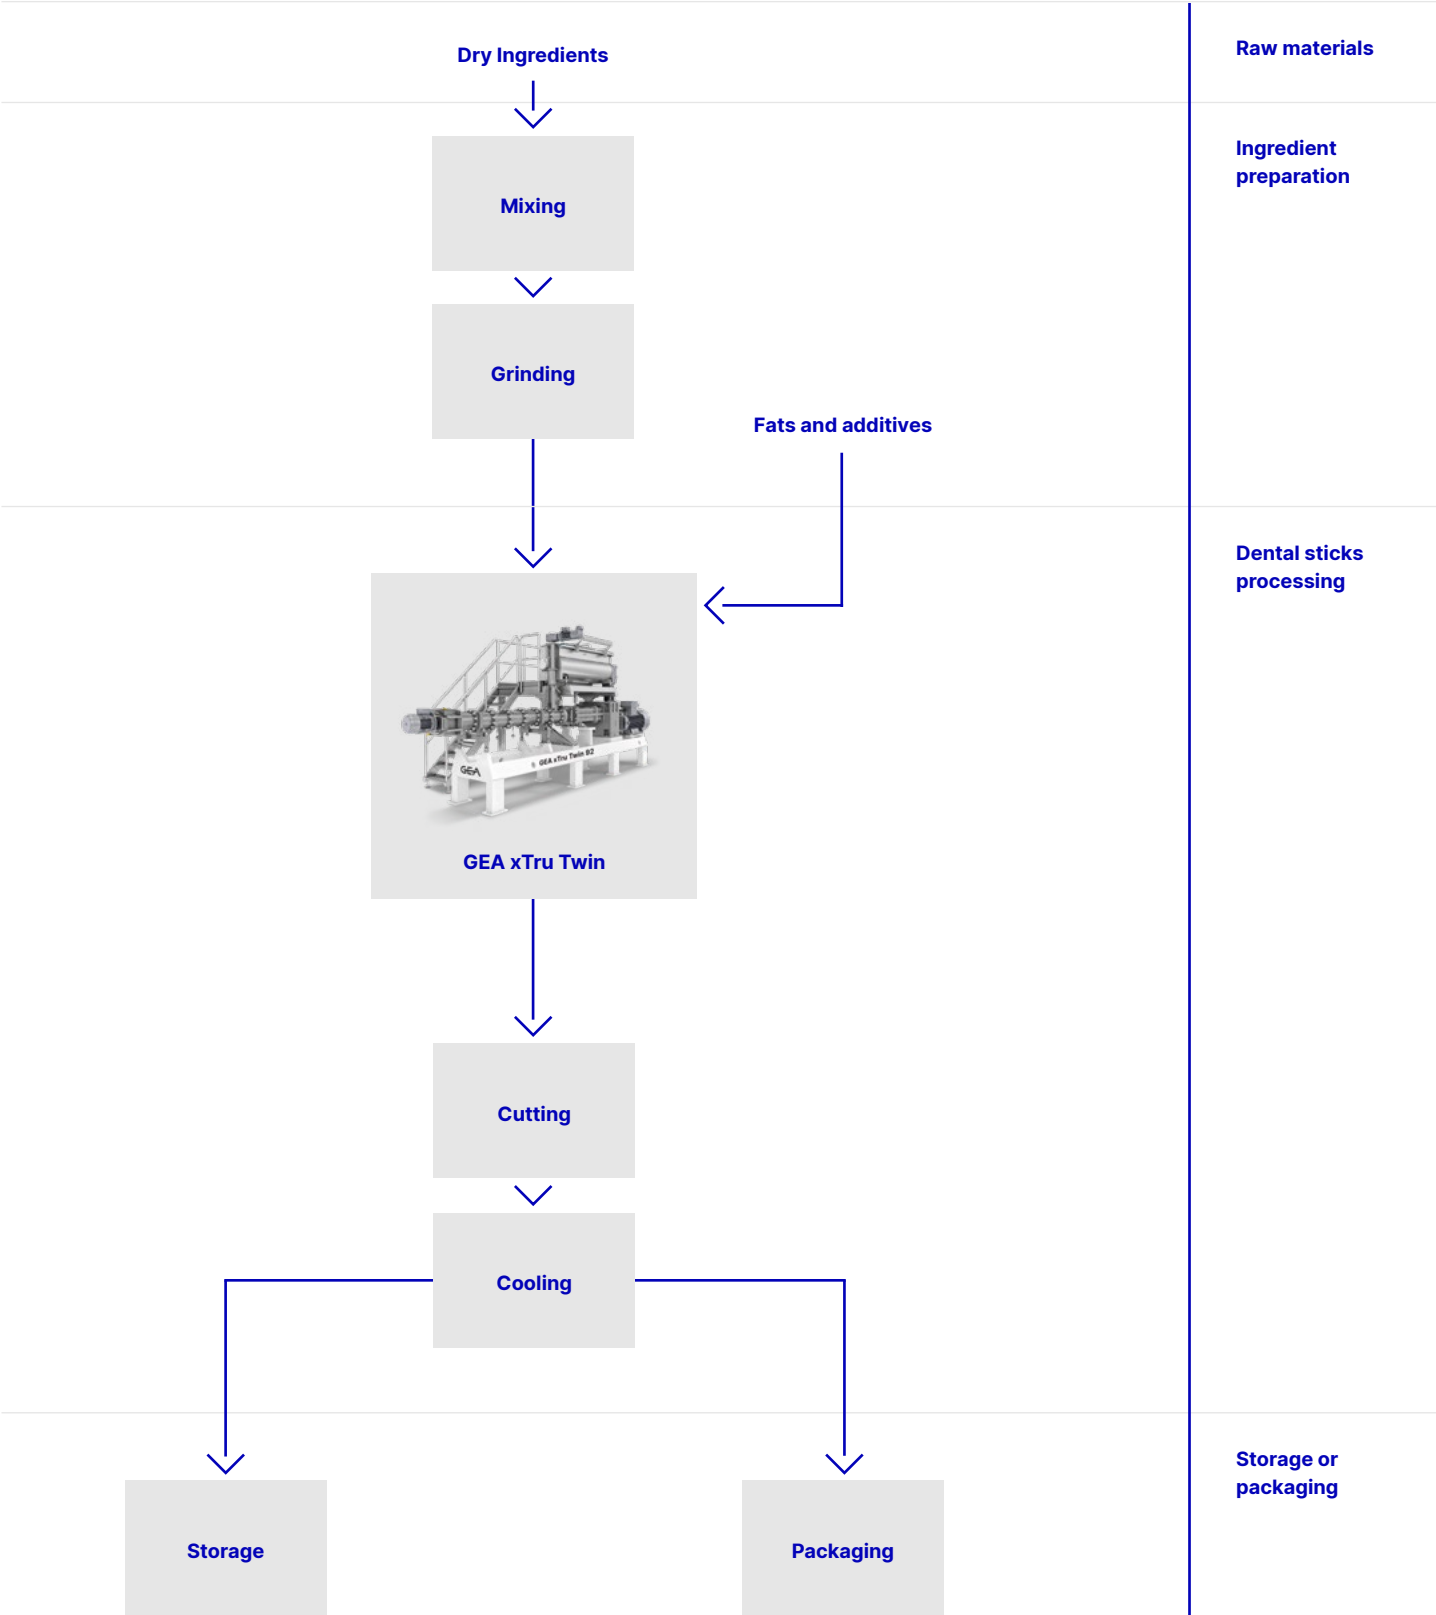 Dry Ingredients
Raw materials
Ingredient
preparation
Mixing
Grinding
Fats and additives
Dental sticks
processing
GEA
GEA xTru Twin 92
GEA xTru Twin
Cutting
Cooling
Storage or
packaging
Storage
Packaging